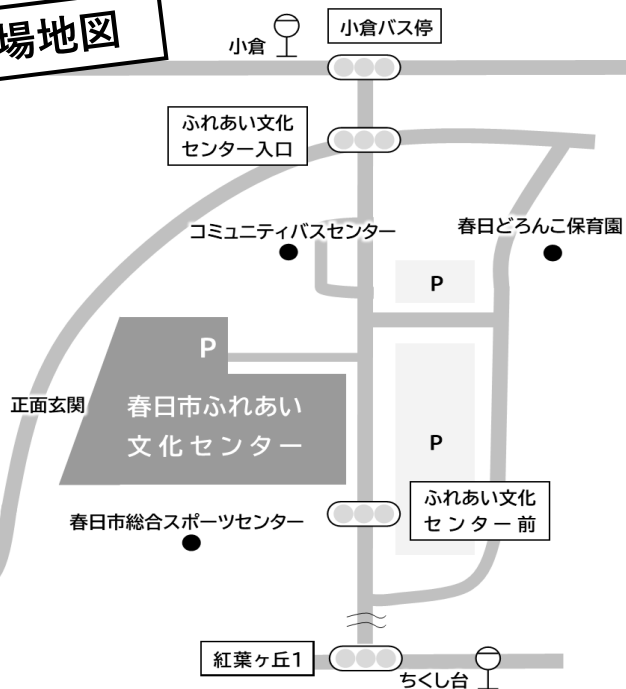 場地図
小倉バス停
小倉
ふれあい文化
センター入口
コミュニティバスセンター
春日どろんこ保育園
P
P
正面玄関
春日市ふれあい
文化センター
P
ふれあい文化
センター前
春日市総合スポーツセンター
紅葉ヶ丘1
ちくし台